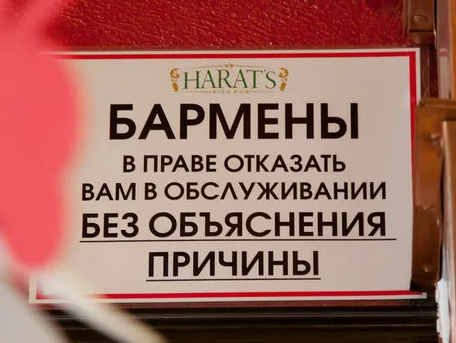 HARAT'S
IRISH PUB
БАРМЕНЫ
В ПРАВЕ ОТКАЗАТЬ
ВАМ В ОБСЛУЖИВАНИИ
БЕЗ ОБЪЯСНЕНИЯ
ПРИЧИНЫ